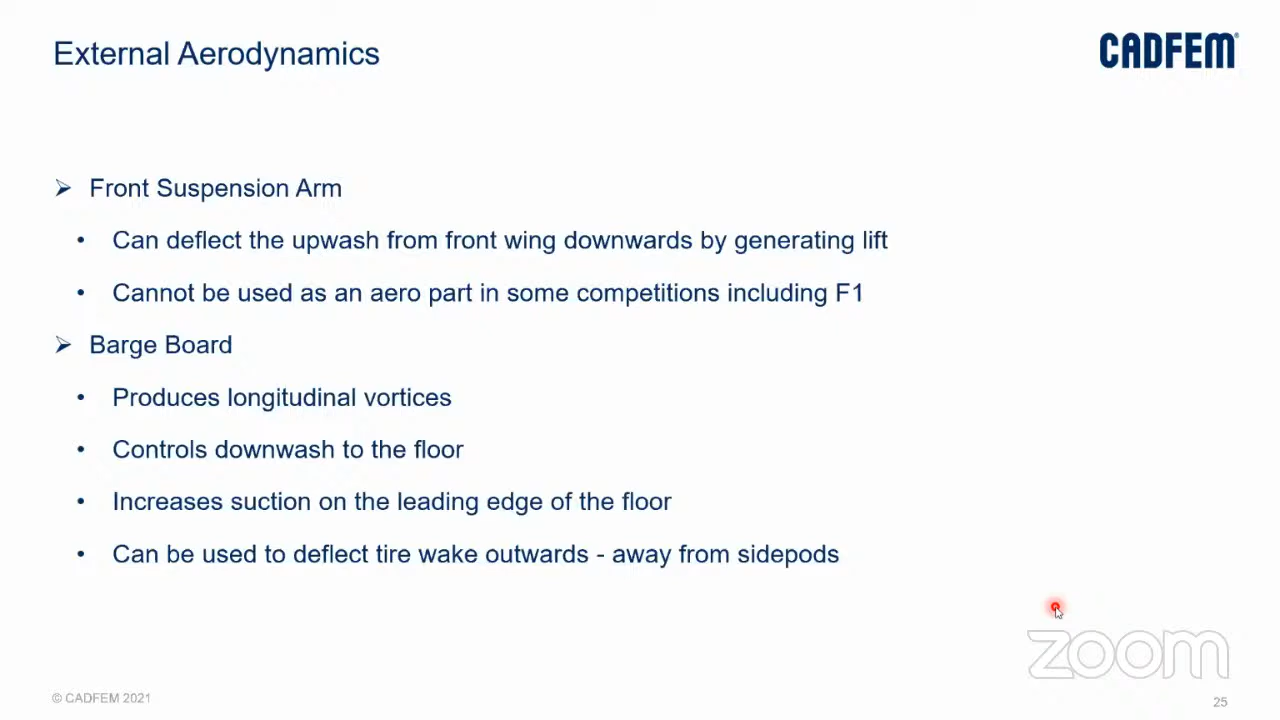 External Aerodynamics
CADFEM®
➢ Front Suspension Arm
• Can deflect the upwash from front wing downwards by generating lift
• Cannot be used as an aero part in some competitions including F1
➢ Barge Board
• Produces longitudinal vortices
• Controls downwash to the floor
• Increases suction on the leading edge of the floor
• Can be used to deflect tire wake outwards - away from sidepods
zoom
© CADFEM 2021
25